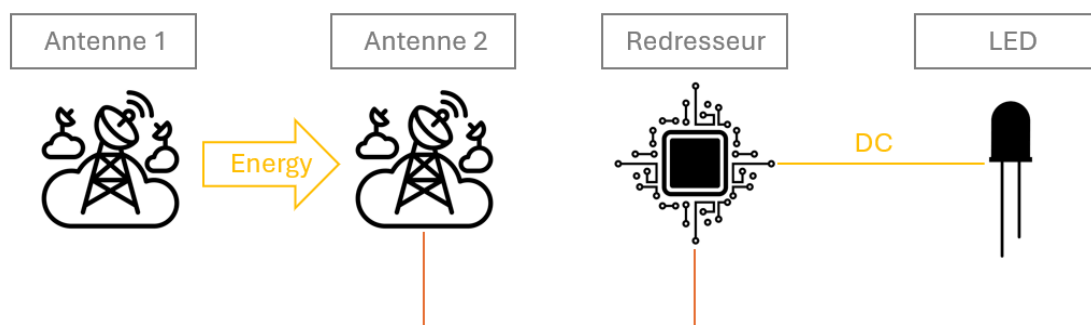 Antenne 1
Antenne 2
Redresseur
LED
Energy
DC